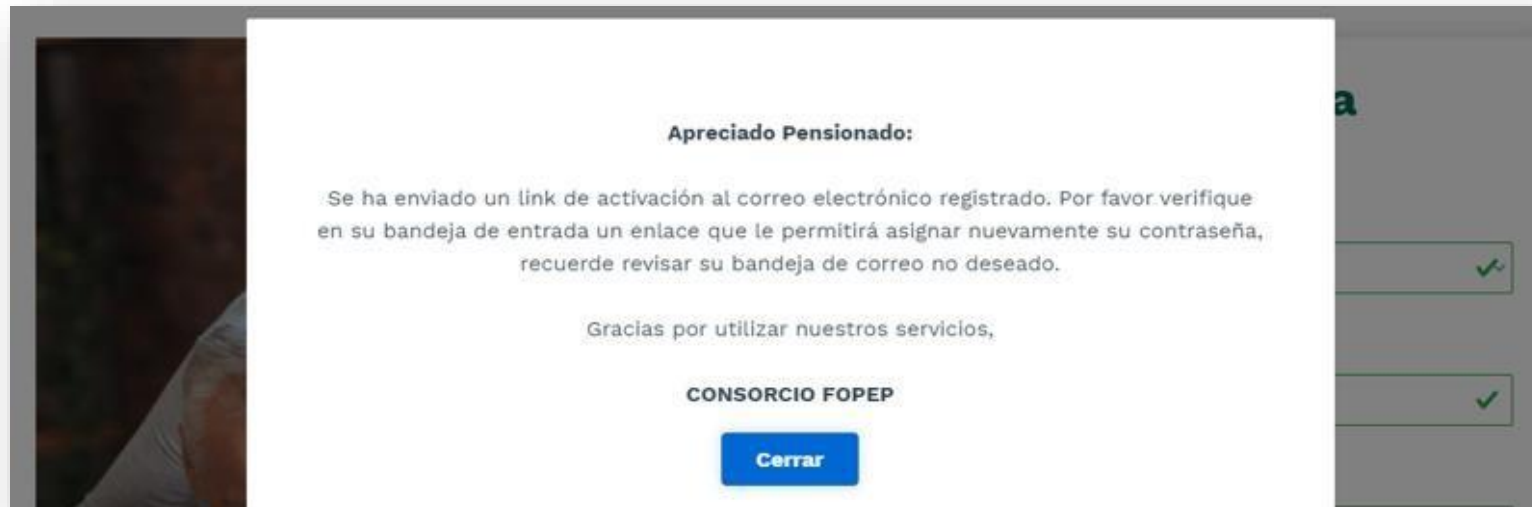 a
Apreciado Pensionado:
Se ha enviado un link de activación al correo electrónico registrado. Por favor verifique
en su bandeja de entrada un enlace que le permitirá asignar nuevamente su contraseña,
recuerde revisar su bandeja de correo no deseado.
Gracias por utilizar nuestros servicios,
CONSORCIO FOPEP
Cerrar